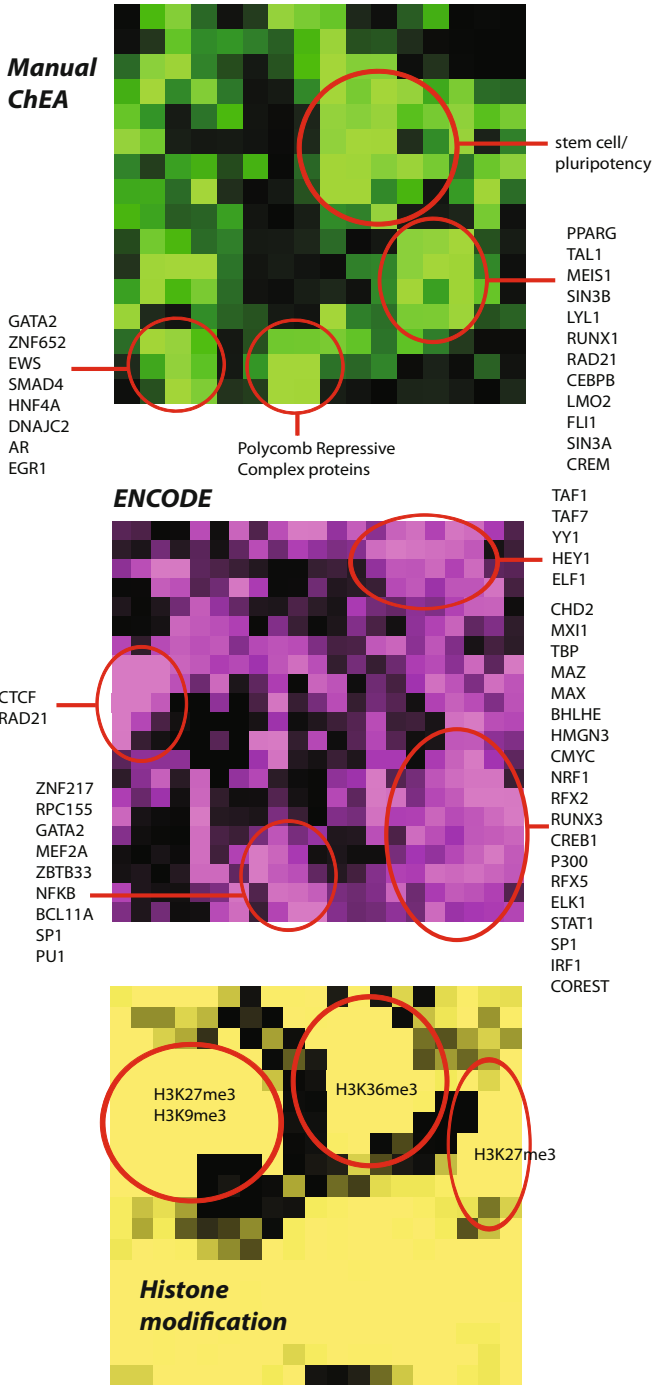 Manual
ChEA
stem cell/
pluripotency
PPARG
TAL1
MEIS1
SIN3B
LYL1
RUNX1
RAD21
CEBPB
LMO2
FLI1
SIN3A
CREM
GATA2
ZNF652
EWS
SMAD4
HNF4A
DNAJC2
AR
EGR1
Polycomb Repressive
Complex proteins
ENCODE
TAF1
TAF7
YY1
HEY1
ELF1
CHD2
MXI1
TBP
MAZ
MAX
BHLHE
HMGN3
CMYC
NRF1
RFX2
RUNX3
CREB1
P300
RFX5
ELK1
STAT1
SP1
IRF1
COREST
CTCF
RAD21
ZNF217
RPC155
GATA2
MEF2A
ZBTB33
NFKB
BCL11A
SP1
PU1
H3K27me3
H3K9me3
H3K36me3
H3K27me3
Histone
modification